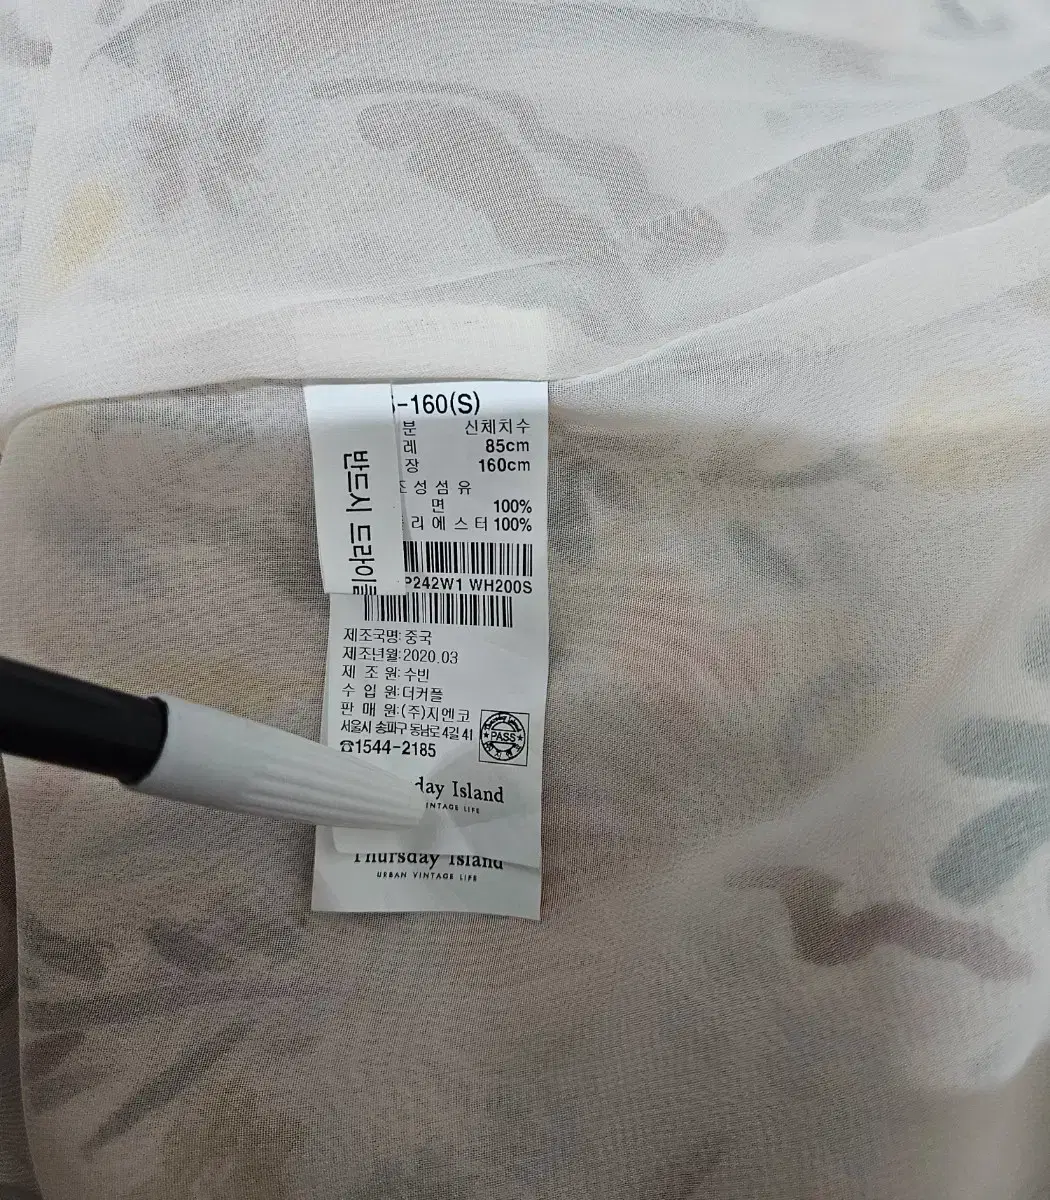 -160(S)
분 신체치수
레 85cm
장 160cm
조성섬유
면 100%
리에스터 100%
P242W1 WH200S
반드시 드라이클
제조국명:중국
제조년월:2020.03
제 조 원:수빈
수 입 원:더커플
판 매 원:(주)지엔코
서울시 송파구 동남로 4길 41
☎1544-2185
PASS
day Island
INTAGE LIFE
Thursday Island
URBAN VINTAGE LIFE